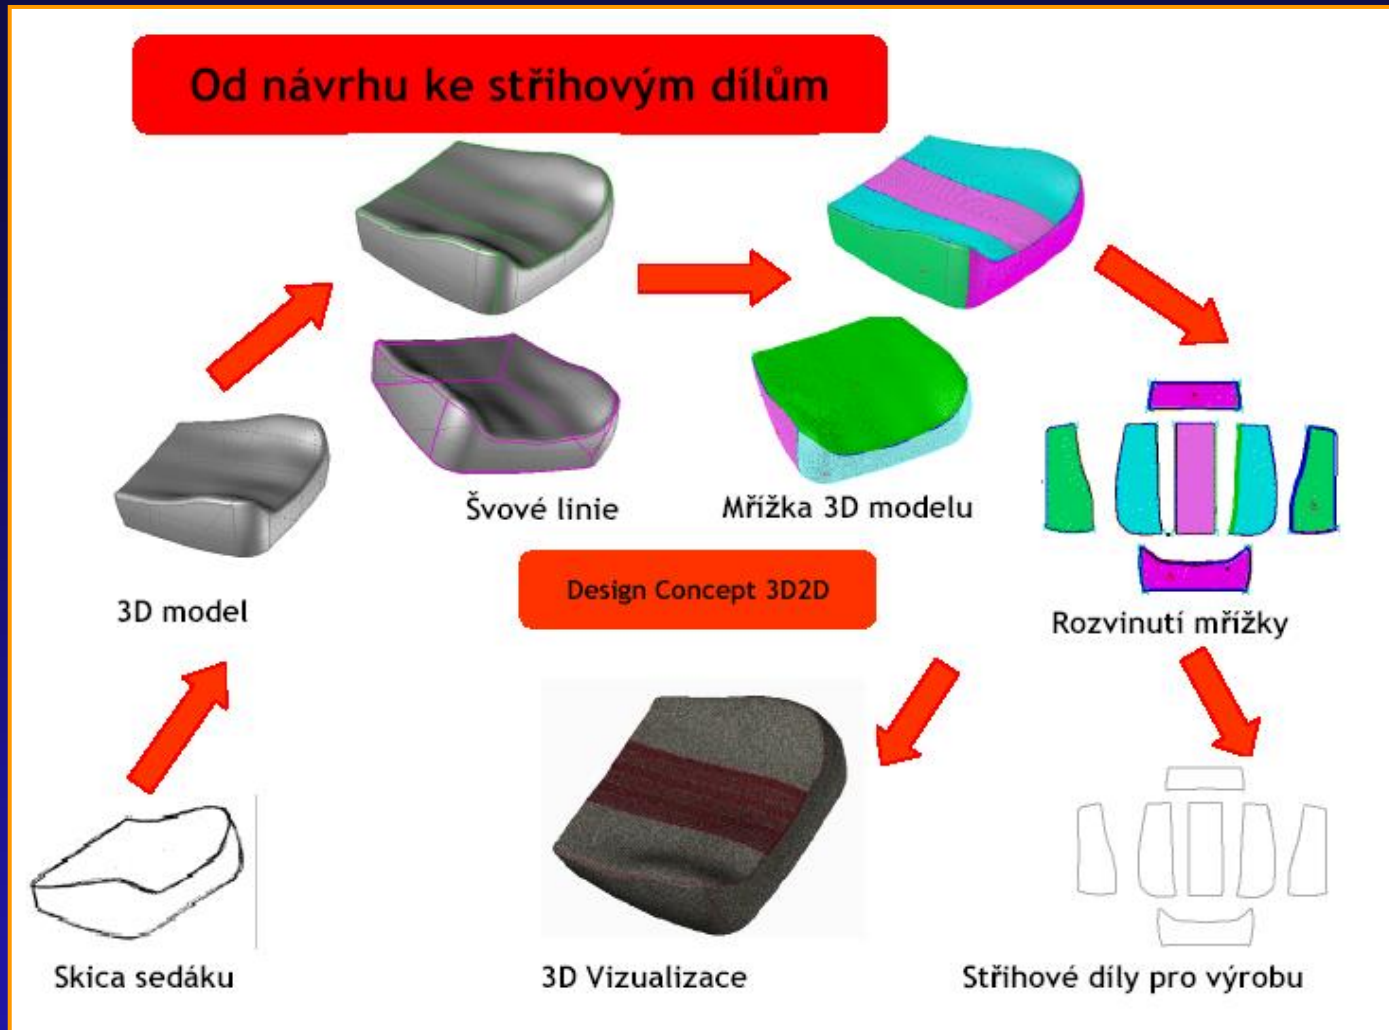 Od návrhu ke střihovým dílům
Švové linie
Mřížka 3D modelu
Design Concept 3D2D
3D model
Rozvinutí mřížky
Skica sedáku
3D Vizualizace
Střihové díly pro výrobu